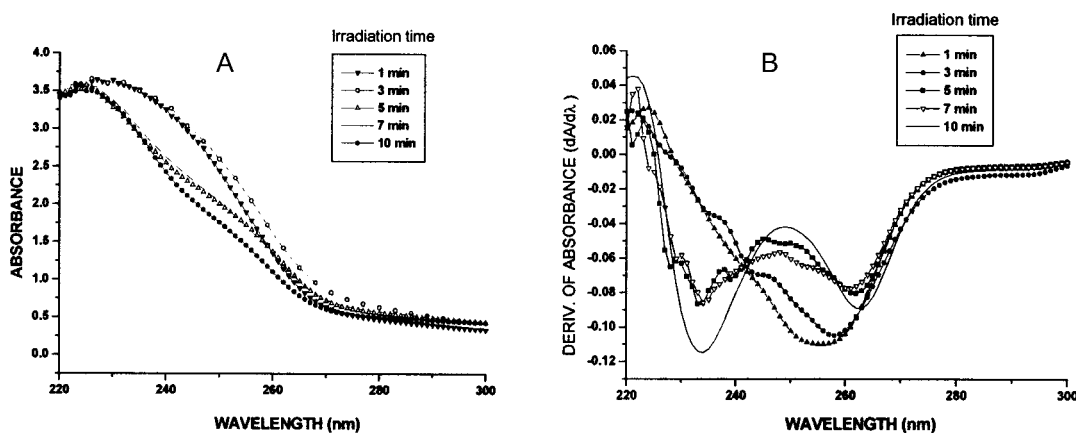 Irradiation time
A
1 min
3 min
5 min
7 min
10 min
4.0
3.5
3.0
2.5
2.0
1.5
1.0
0.5
0.0
ABSORBANCE
220
240
260
280
300
WAVELENGTH (nm)
Irradiation time
B
1 min
3 min
5 min
7 min
10 min
0.06
0.04
0.02
0.00
-0.02
-0.04
-0.06
-0.08
-0.10
-0.12
DERIV. OF ABSORBANCE (dA/dλ)
220
230
240
250
260
270
280
290
300
WAVELENGTH (nm)